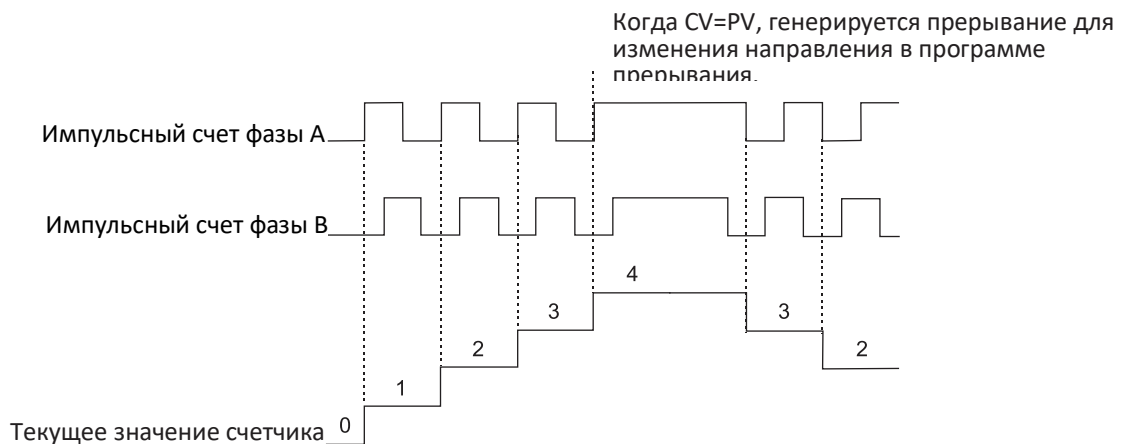 Когда CV=PV, генерируется прерывание для
изменения направления в программе
прерывания.
Импульсный счет фазы A
Импульсный счет фазы B
4
3
3
2
2
1
Текущее значение счетчика 0